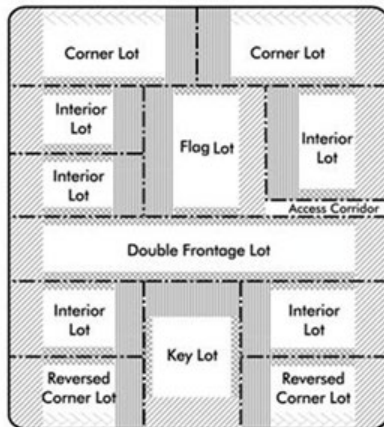 Corner Lot
Corner Lot
Interior
Lot
Flag Lot
Interior
Lot
Interior
Lot
Access Corridor
Double Frontage Lot
Interior
Lot
Key Lot
Interior
Lot
Reversed
Corner Lot
Reversed
Corner Lot